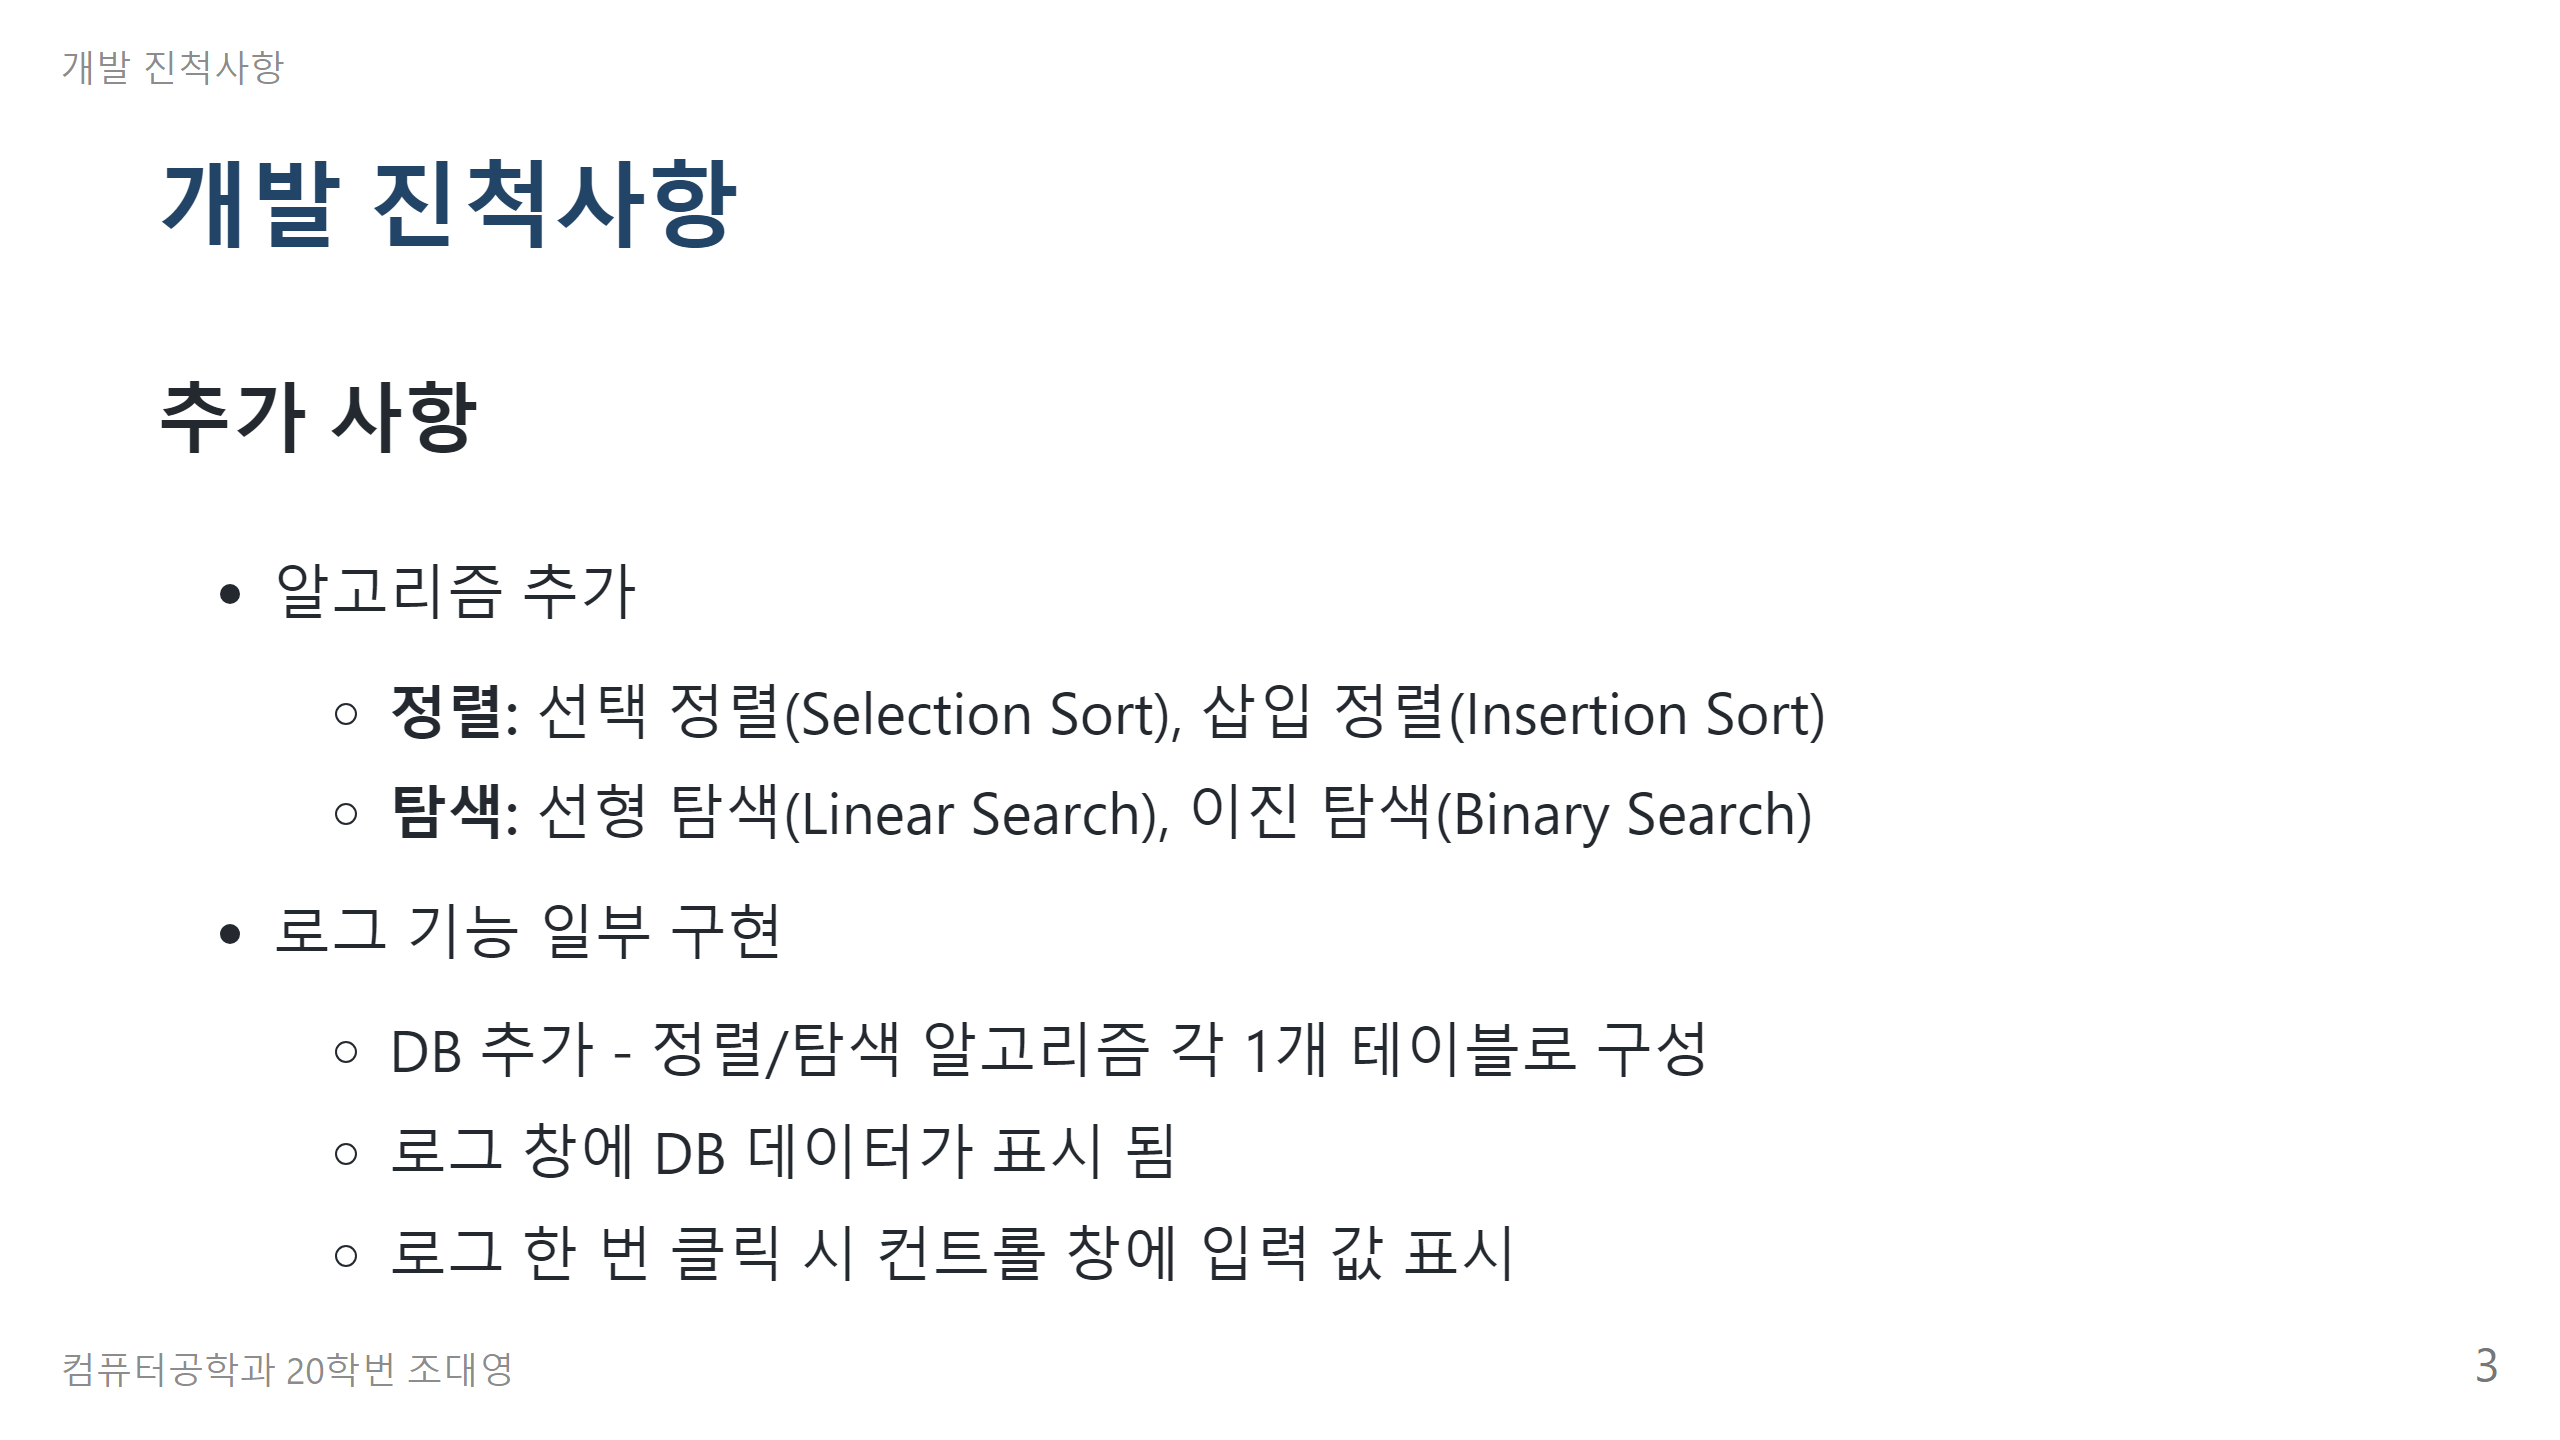 개발 진척사항
개발 진척사항
추가 사항
• 알고리즘 추가
○ 정렬: 선택 정렬(Selection Sort), 삽입 정렬(Insertion Sort)
○ 탐색: 선형 탐색(Linear Search), 이진 탐색(Binary Search)
• 로그 기능 일부 구현
○ DB 추가 - 정렬/탐색 알고리즘 각 1개 테이블로 구성
○ 로그 창에 DB 데이터가 표시 됨
○ 로그 한 번 클릭 시 컨트롤 창에 입력 값 표시
컴퓨터공학과 20학번 조대영
3